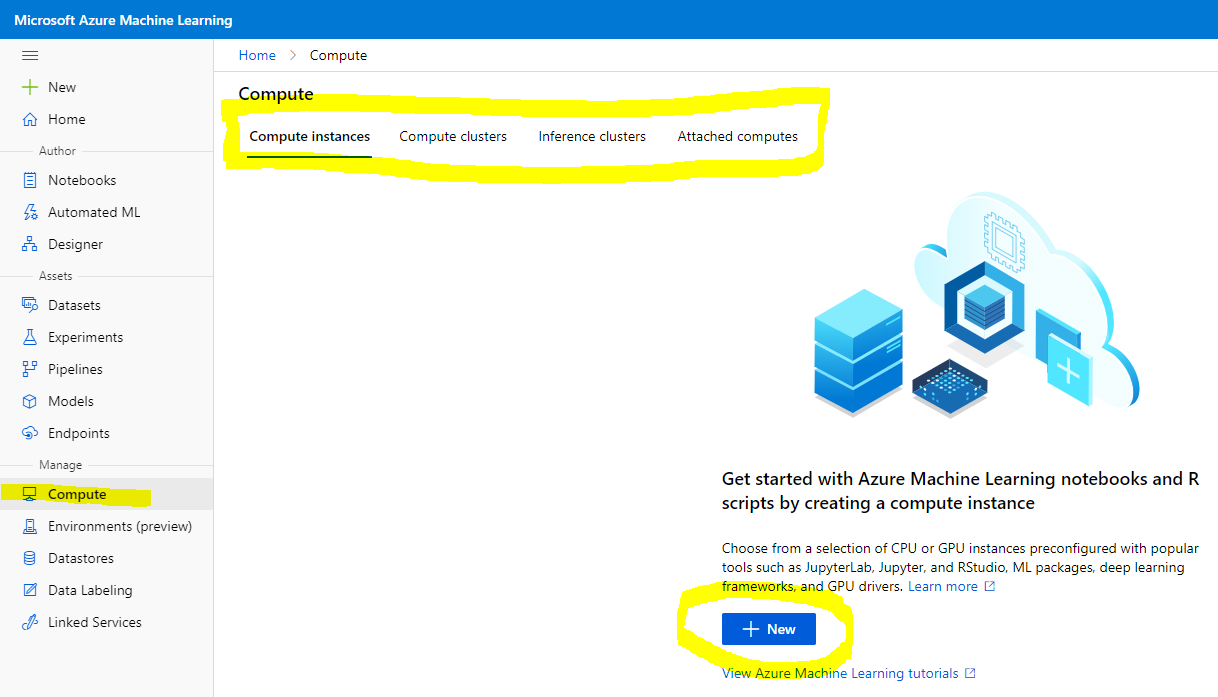 Microsoft Azure Machine Learning
New
Home
Author
Notebooks
Automated ML
Designer
Assets
Datasets
Experiments
Pipelines
Models
Endpoints
Manage
Compute
Environments (preview)
Datastores
Data Labeling
Linked Services
Home > Compute
Compute
Compute instances Compute clusters Inference clusters Attached computes
Get started with Azure Machine Learning notebooks and R
scripts by creating a compute instance
Choose from a selection of CPU or GPU instances preconfigured with popular
tools such as JupyterLab, Jupyter, and RStudio, ML packages, deep learning
frameworks, and GPU drivers. Learn more
New
View Azure Machine Learning tutorials